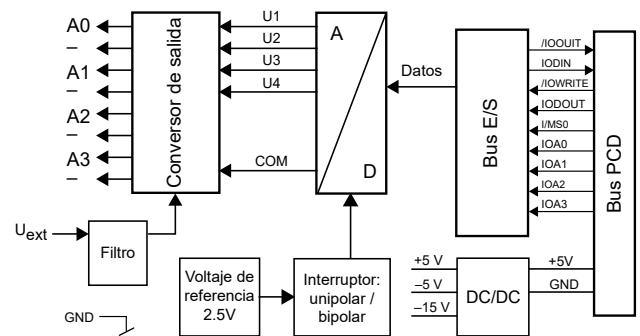 A0
–
A1
–
A2
–
A3
–
Conversor de salida
U1
U2
U3
U4
COM
A
D
Datos
Bus E/S
/IOOUIT
IODIN
/IOWRITE
IODOUT
I/MS0
IOA0
IOA1
IOA2
IOA3
Bus PCD
Uext
Filtro
GND
Voltaje de
referencia
2.5V
Interruptor:
unipolar /
bipolar
+5 V
–5 V
–15 V
DC/DC
+5V
GND